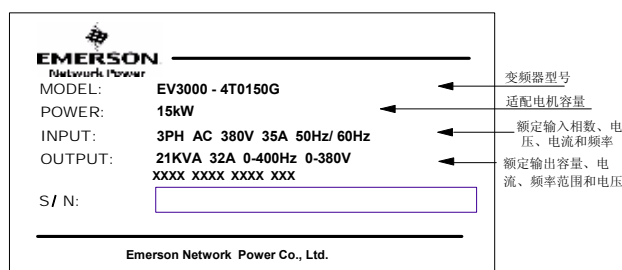 EMERSON
Network Power
MODEL: EV3000 - 4T0150G
变频器型号
POWER: 15kW
适配电机容量
INPUT: 3PH AC 380V 35A 50Hz/ 60Hz
额定输入相数、电
压、电流和频率
OUTPUT: 21KVA 32A 0-400Hz 0-380V
XXXX XXXX XXXX XXX
额定输出容量、电
流、频率范围和电压
S/ N:
Emerson Network Power Co., Ltd.